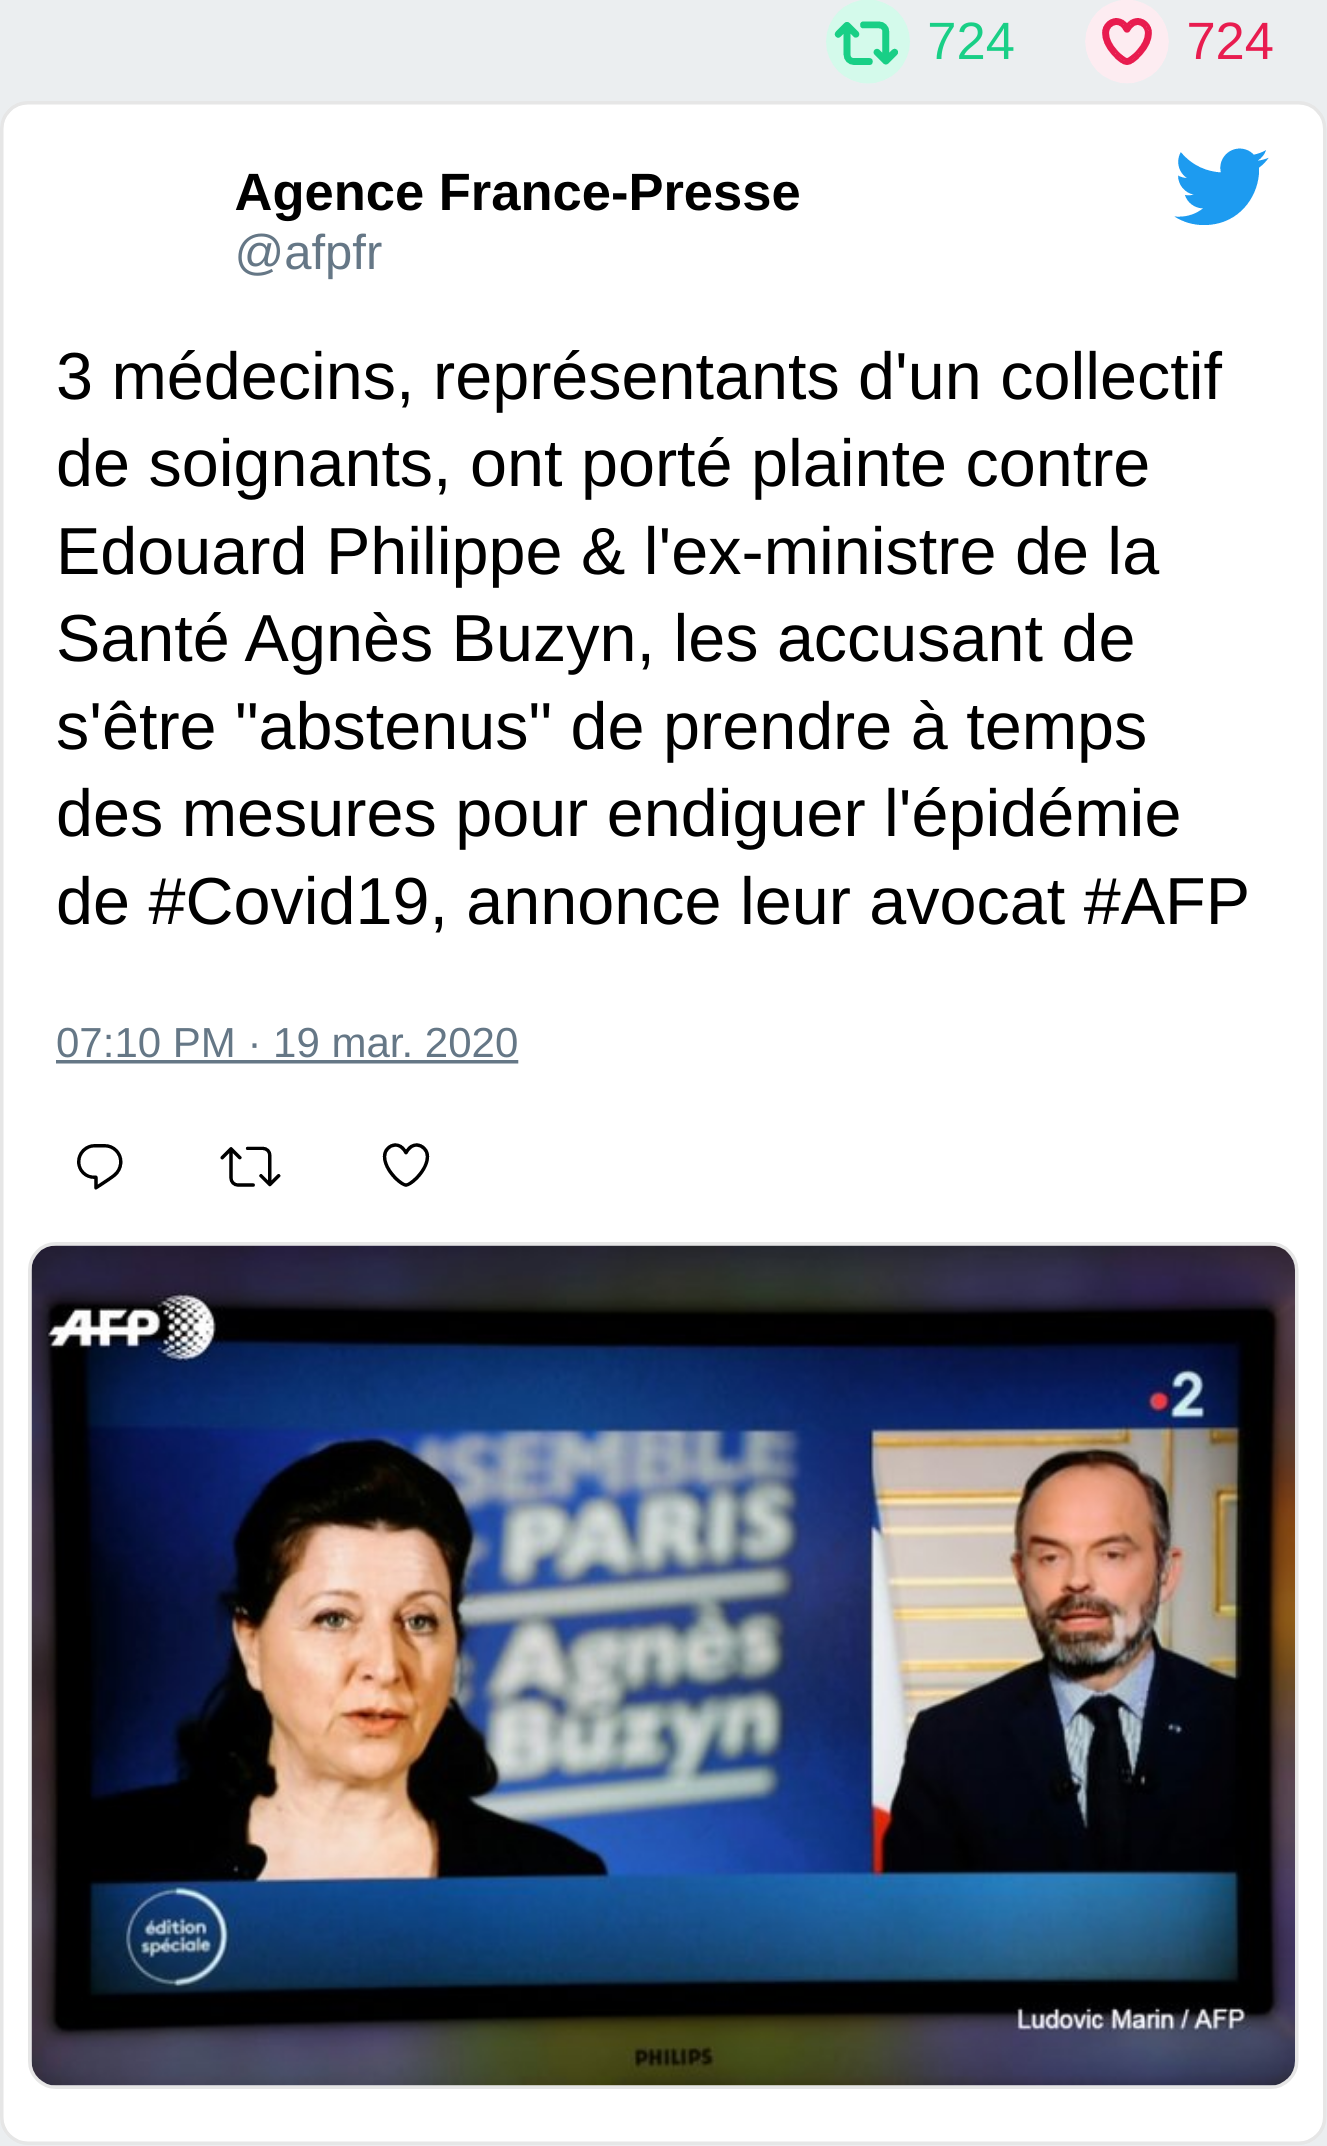 724 724
Agence France-Presse
@afpfr
3 médecins, représentants d'un collectif
de soignants, ont porté plainte contre
Edouard Philippe & l'ex-ministre de la
Santé Agnès Buzyn, les accusant de
s'être "abstenus" de prendre à temps
des mesures pour endiguer l'épidémie
de #Covid19, annonce leur avocat #AFP
07:10 PM · 19 mar. 2020
AFP
2
NSEMBLE
PARIS
Agnès
Buzyn
édition
spéciale
Ludovic Marin / AFP
PHILIPS